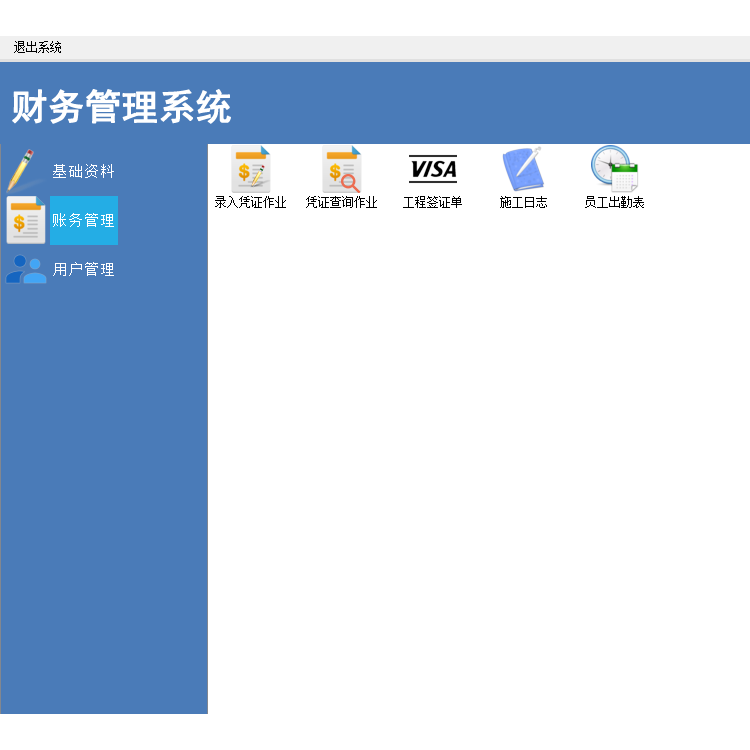 退出系统
财务管理系统
基础资料
账务管理
用户管理
VISA
录入凭证作业 凭证查询作业 工程签证单 施工日志 员工出勤表